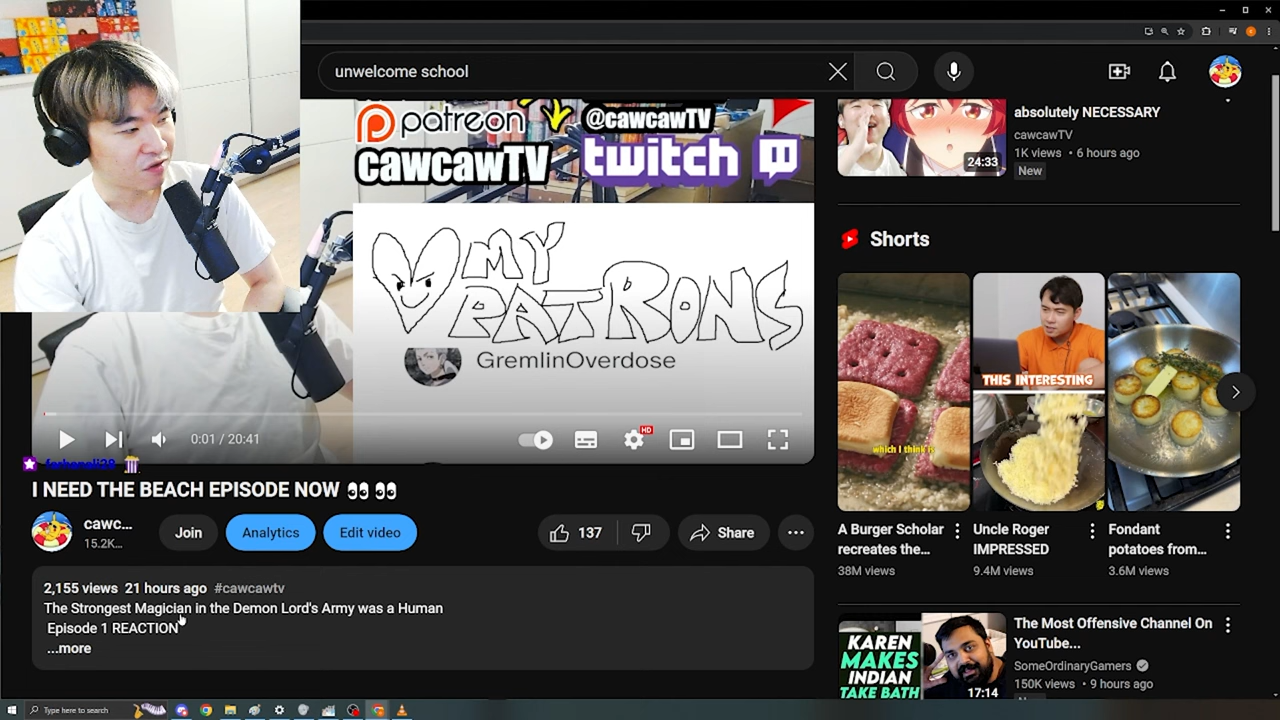 unwelcome school
patreon
@cawcawTV
cawcawTV
twitch
MY
PATRONS
GremlinOverdose
0:01 / 20:41
HD
I NEED THE BEACH EPISODE NOW 👀 👀
cawc...
15.2K...
Join
Analytics
Edit video
137
Share
2,155 views 21 hours ago #cawcawtv
The Strongest Magician in the Demon Lord's Army was a Human
Episode 1 REACTION
...more
absolutely NECESSARY
cawcawTV
1K views • 6 hours ago
New
24:33
Shorts
which I think is
THIS INTERESTING
A Burger Scholar
recreates the...
38M views
Uncle Roger
IMPRESSED
9.4M views
Fondant
potatoes from...
3.6M views
KAREN
MAKES
INDIAN
TAKE BATH
17:14
The Most Offensive Channel On
YouTube...
SomeOrdinaryGamers
150K views • 9 hours ago
Type here to search